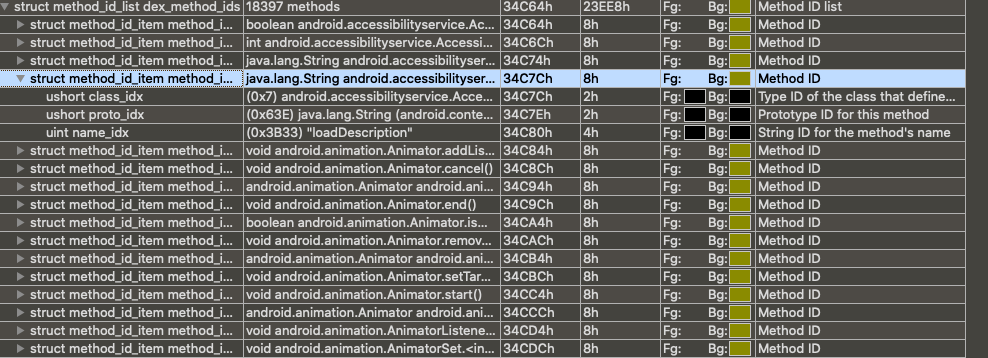 struct method_id_list dex_method_ids 18397 methods 34C64h 23EE8h Fg: Bg: Method ID list
struct method_id_item method_i... boolean android.accessibilityservice.Ac... 34C64h 8h Fg: Bg: Method ID
struct method_id_item method_i... int android.accessibilityservice.Accessi... 34C6Ch 8h Fg: Bg: Method ID
struct method_id_item method_i... java.lang.String android.accessibilityser... 34C74h 8h Fg: Bg: Method ID
struct method_id_item method_i... java.lang.String android.accessibilityser... 34C7Ch 8h Fg: Bg: Method ID
ushort class_idx (0x7) android.accessibilityservice.Acce... 34C7Ch 2h Fg: Bg: Type ID of the class that define...
ushort proto_idx (0x63E) java.lang.String (android.conte... 34C7Eh 2h Fg: Bg: Prototype ID for this method
uint name_idx (0x3B33) "loadDescription" 34C80h 4h Fg: Bg: String ID for the method's name
struct method_id_item method_i... void android.animation.Animator.addLis... 34C84h 8h Fg: Bg: Method ID
struct method_id_item method_i... void android.animation.Animator.cancel() 34C8Ch 8h Fg: Bg: Method ID
struct method_id_item method_i... android.animation.Animator android.ani... 34C94h 8h Fg: Bg: Method ID
struct method_id_item method_i... void android.animation.Animator.end() 34C9Ch 8h Fg: Bg: Method ID
struct method_id_item method_i... boolean android.animation.Animator.is... 34CA4h 8h Fg: Bg: Method ID
struct method_id_item method_i... void android.animation.Animator.remov... 34CACh 8h Fg: Bg: Method ID
struct method_id_item method_i... android.animation.Animator android.ani... 34CB4h 8h Fg: Bg: Method ID
struct method_id_item method_i... void android.animation.Animator.setTar... 34CBCh 8h Fg: Bg: Method ID
struct method_id_item method_i... void android.animation.Animator.start() 34CC4h 8h Fg: Bg: Method ID
struct method_id_item method_i... android.animation.Animator android.ani... 34CCCh 8h Fg: Bg: Method ID
struct method_id_item method_i... void android.animation.AnimatorListene... 34CD4h 8h Fg: Bg: Method ID
struct method_id_item method_i... void android.animation.AnimatorSet.<in... 34CDCh 8h Fg: Bg: Method ID